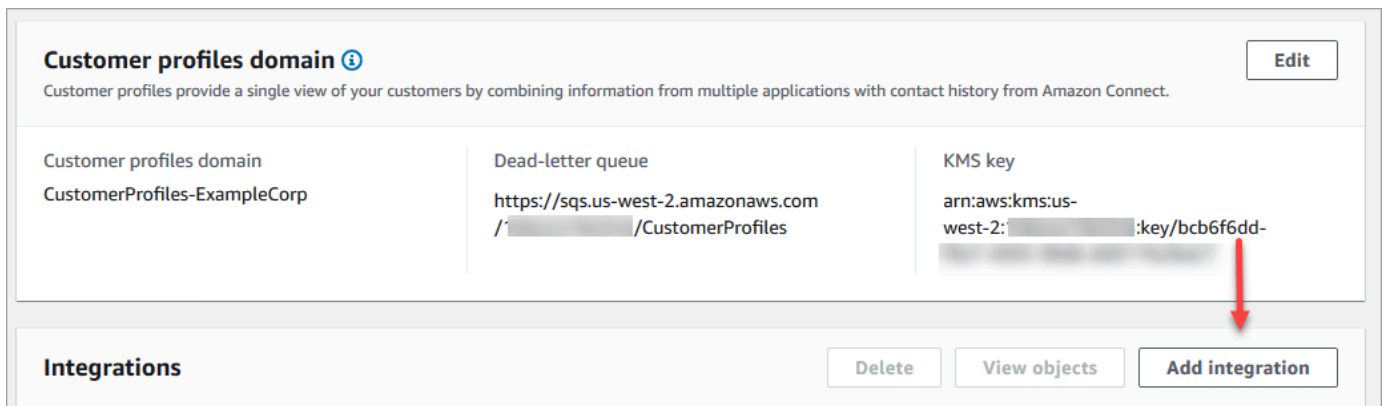 Customer profiles domain
Edit
Customer profiles provide a single view of your customers by combining information from multiple applications with contact history from Amazon Connect.
Customer profiles domain
CustomerProfiles-ExampleCorp
Dead-letter queue
https://sqs.us-west-2.amazonaws.com
/ /CustomerProfiles
KMS key
arn:aws:kms:us-
west-2: :key/bcb6f6dd-
Integrations
Delete
View objects
Add integration